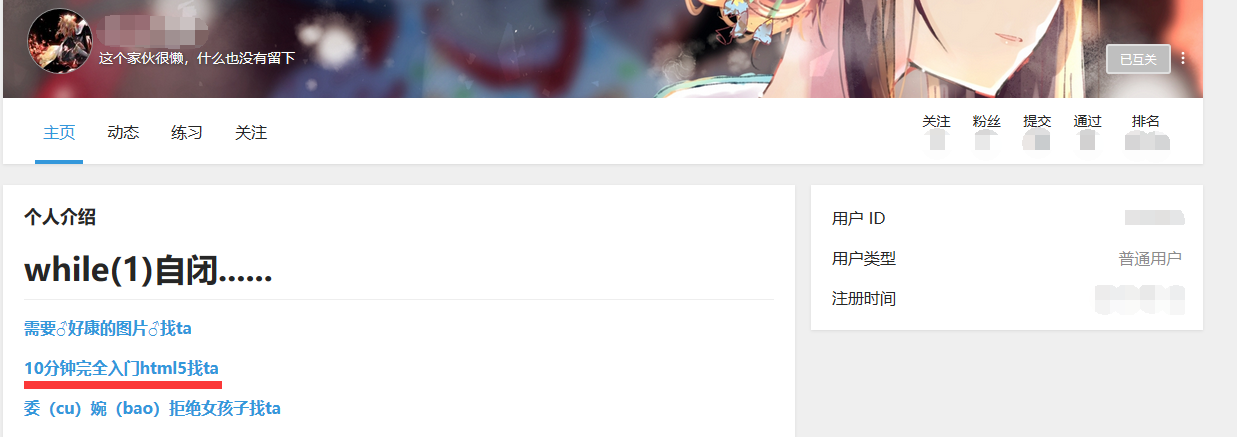 这个家伙很懒，什么也没有留下
已互关
主页 动态 练习 关注
关注 粉丝 提交 通过 排名
个人介绍
while(1)自闭......
需要♂好康的图片♂找ta
10分钟完全入门html5找ta
委（cu）婉（bao）拒绝女孩子找ta
用户 ID
用户类型 普通用户
注册时间